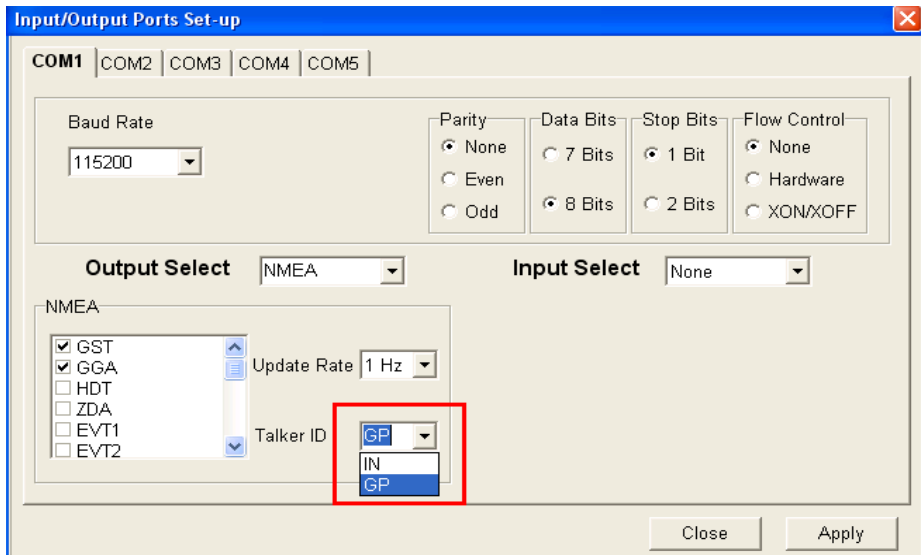 Input/Output Ports Set-up
COM1 COM2 COM3 COM4 COM5
Baud Rate
115200
Parity
None
Even
Odd
Data Bits
7 Bits
8 Bits
Stop Bits
1 Bit
2 Bits
Flow Control
None
Hardware
XON/XOFF
Output Select NMEA
Input Select None
NMEA
GST
GGA
HDT
ZDA
EVT1
EVT2
Update Rate 1 Hz
Talker ID GP
IN
GP
Close Apply